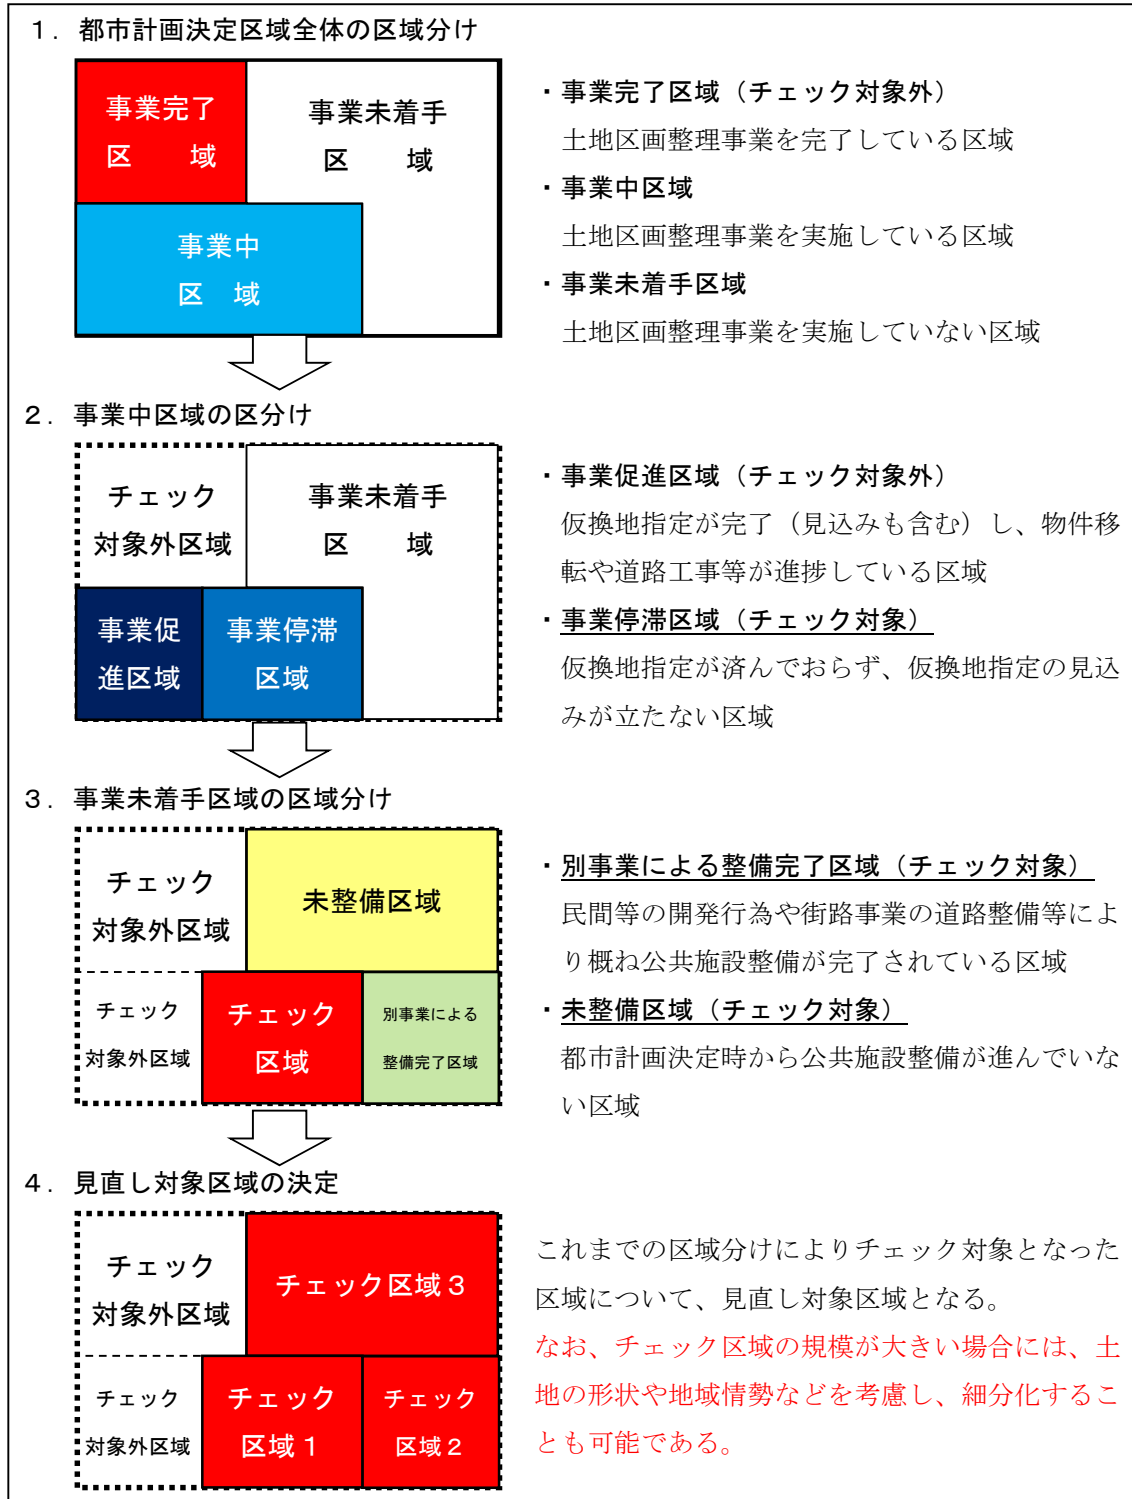 １．都市計画決定区域全体の区域分け
事業完了
区　　域
事業未着手
区　　域
事業中
区　域
・事業完了区域（チェック対象外）
土地区画整理事業を完了している区域
・事業中区域
土地区画整理事業を実施している区域
・事業未着手区域
土地区画整理事業を実施していない区域
２．事業中区域の区分け
チェック
対象外区域
事業未着手
区　　域
事業促
進区域
事業停滞
区域
・事業促進区域（チェック対象外）
仮換地指定が完了（見込みも含む）し、物件移
転や道路工事等が進捗している区域
・事業停滞区域（チェック対象）
仮換地指定が済んでおらず、仮換地指定の見込
みが立たない区域
３．事業未着手区域の区域分け
チェック
対象外区域
未整備区域
チェック
対象外区域
チェック
区域
別事業による
整備完了区域
・別事業による整備完了区域（チェック対象）
民間等の開発行為や街路事業の道路整備等によ
り概ね公共施設整備が完了されている区域
・未整備区域（チェック対象）
都市計画決定時から公共施設整備が進んでいな
い区域
４．見直し対象区域の決定
チェック
対象外区域
チェック区域３
チェック
対象外区域
チェック
区域１
チェック
区域２
これまでの区域分けによりチェック対象となった
区域について、見直し対象区域となる。
なお、チェック区域の規模が大きい場合には、土
地の形状や地域情勢などを考慮し、細分化するこ
とも可能である。